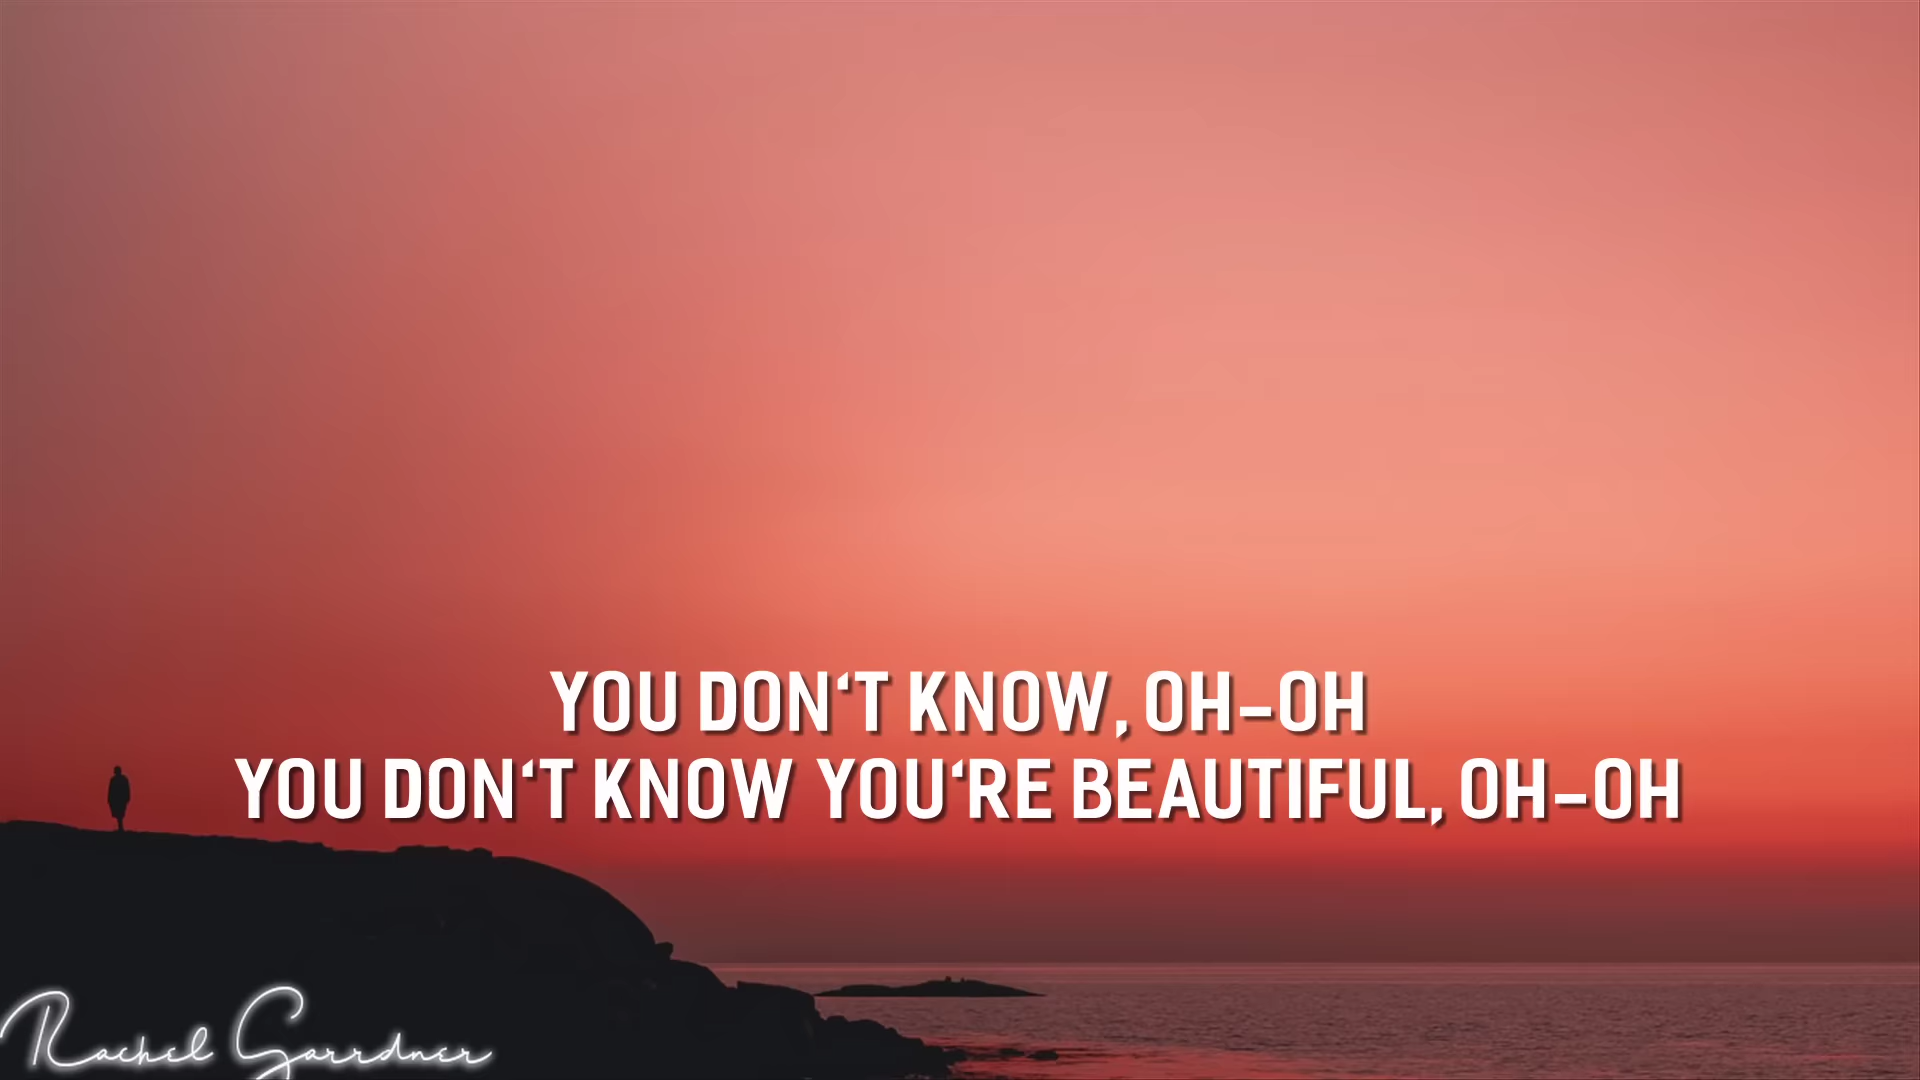 YOU DON‘T KNOW, OH-OH
YOU DON‘T KNOW YOU‘RE BEAUTIFUL, OH-OH
Rachel Garrdner